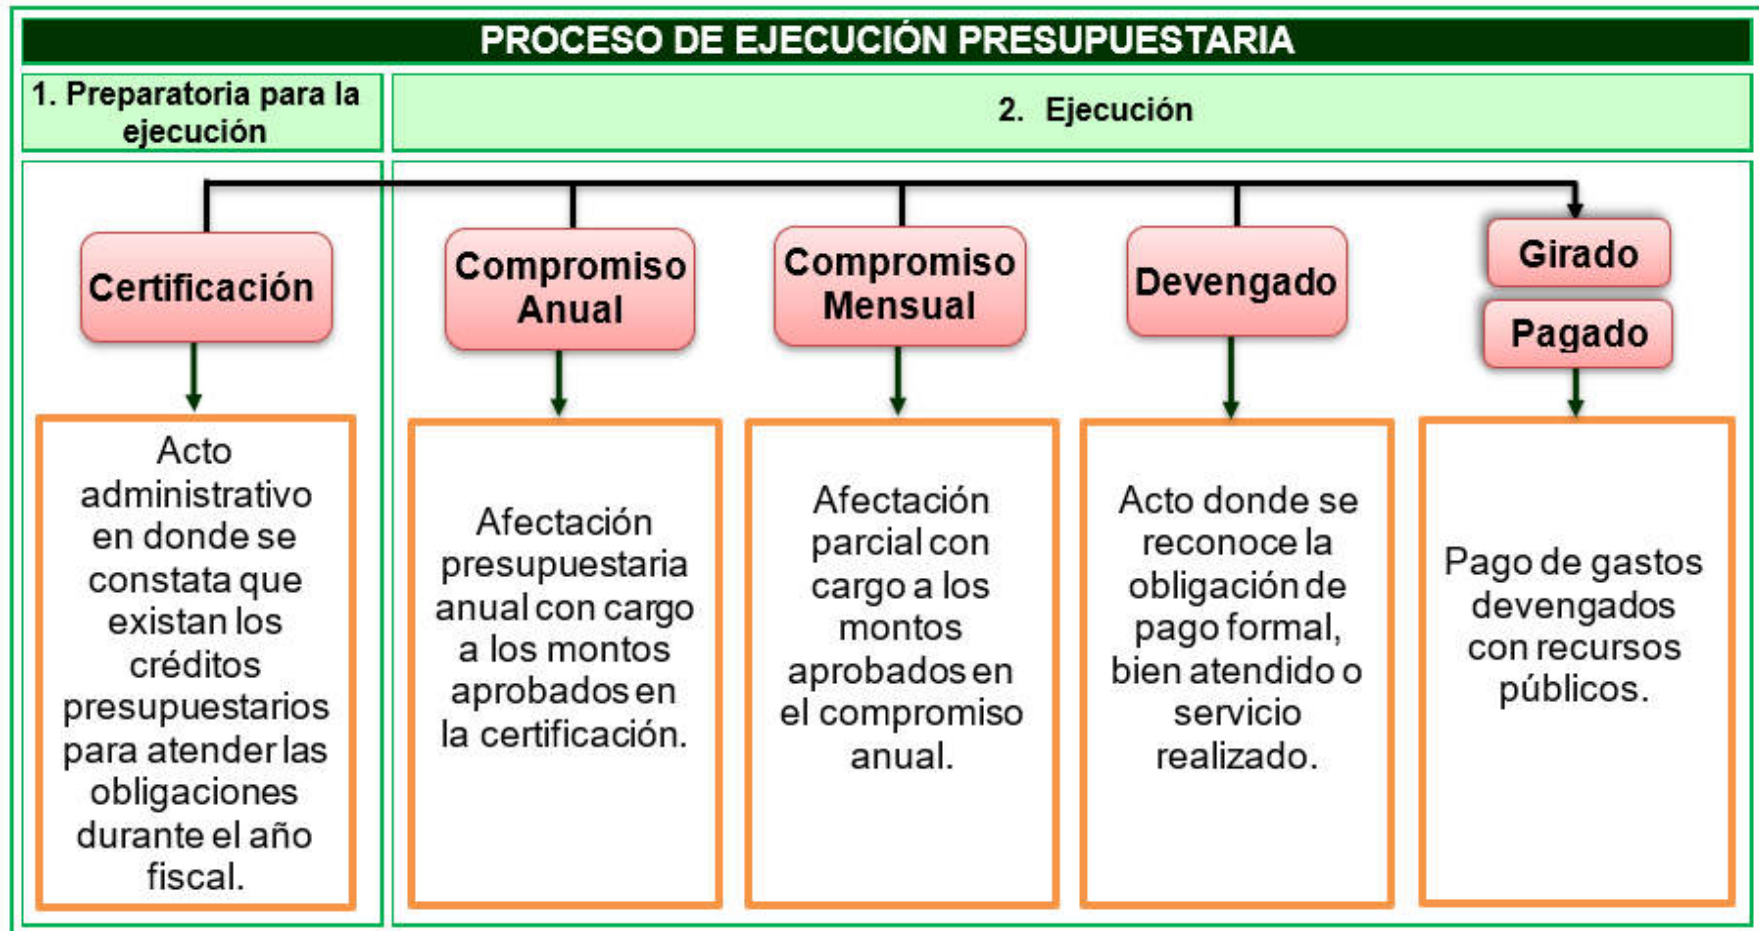 PROCESO DE EJECUCIÓN PRESUPUESTARIA
1. Preparatoria para la
ejecución
2. Ejecución
Certificación
Compromiso
Anual
Compromiso
Mensual
Devengado
Girado
Pagado
Acto
administrativo
en donde se
constata que
existan los
créditos
presupuestarios
para atender las
obligaciones
durante el año
fiscal.
Afectación
presupuestaria
anual con cargo
a los montos
aprobados en
la certificación.
Afectación
parcial con
cargo a los
montos
aprobados en
el compromiso
anual.
Acto donde se
reconoce la
obligación de
pago formal,
bien atendido o
servicio
realizado.
Pago de gastos
devengados
con recursos
públicos.